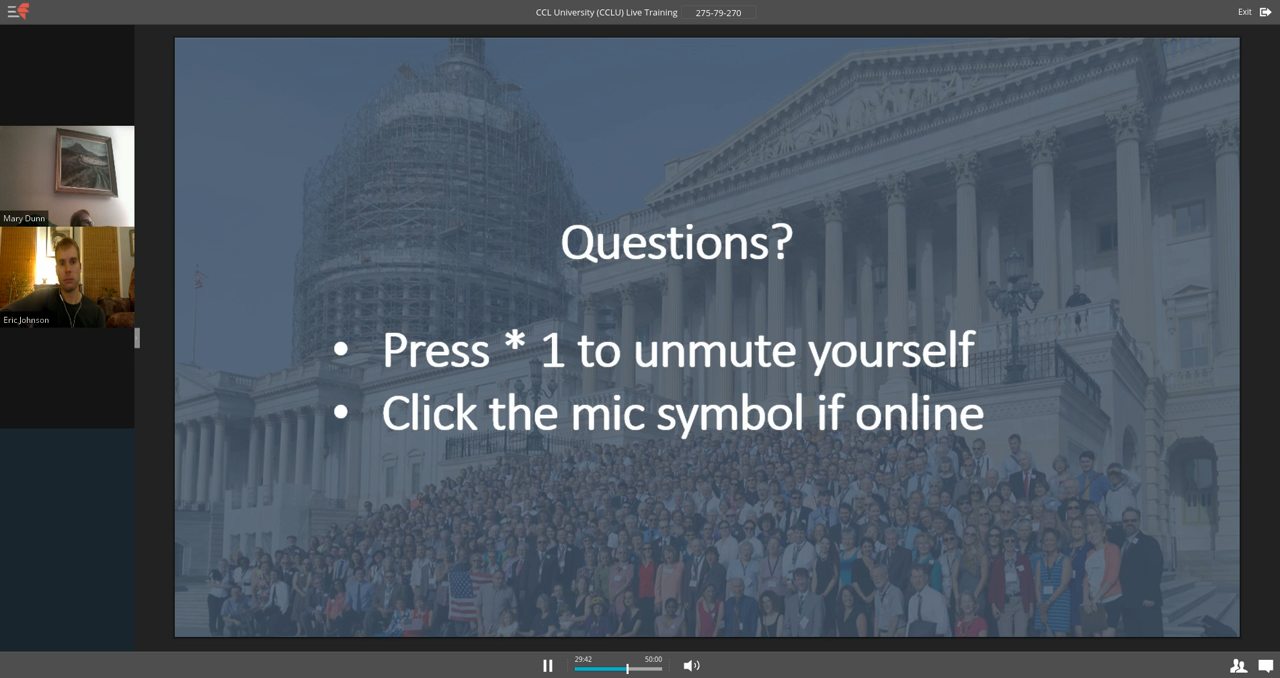 CCL University (CCLU) Live Training 275-79-270
Exit
Mary Dunn
Eric Johnson
Questions?
• Press * 1 to unmute yourself
• Click the mic symbol if online
29:42
50:00